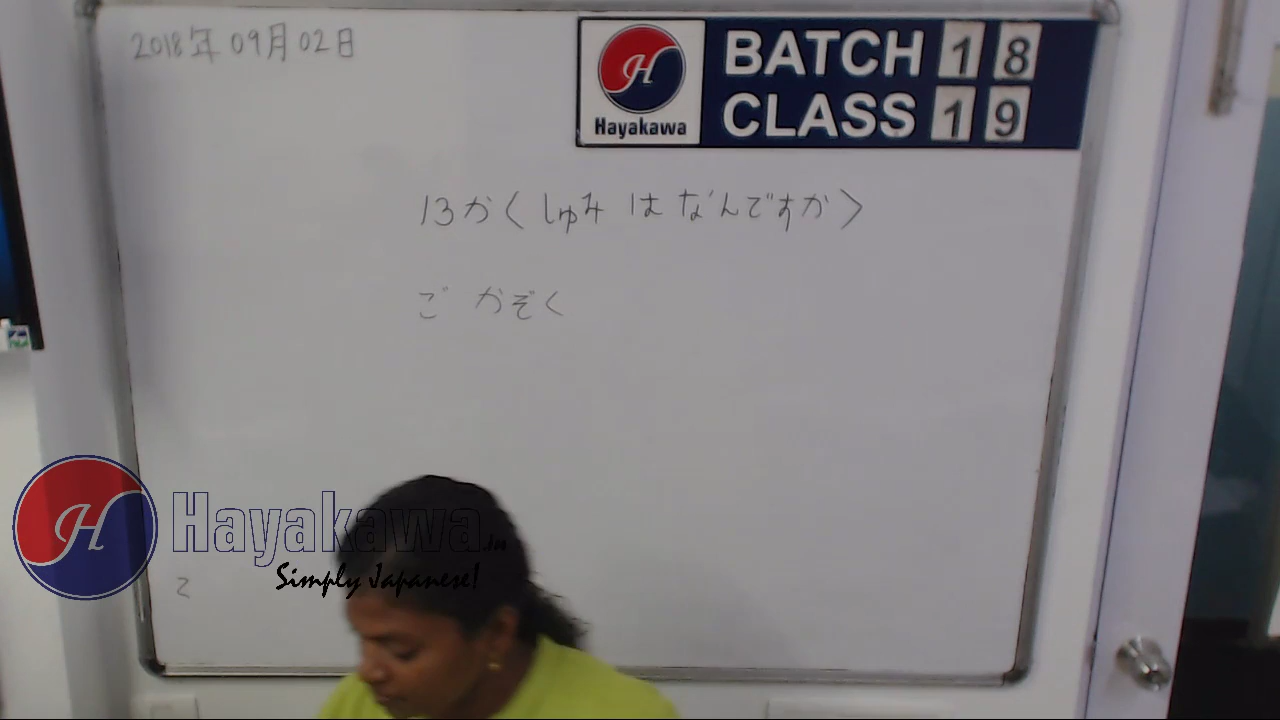 2018年09月02日
BATCH 18
CLASS 19
Hayakawa
13か〈しゅみ は なんですか〉
ご かぞく
Hayakawa.in
Simply Japanese!